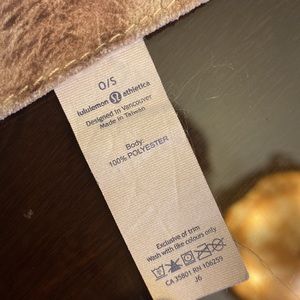 O/S
lululemon athletica
Designed in Vancouver
Made in Taiwan
Body:
100% POLYESTER
Exclusive of trim
Wash with like colours only
CA 35801 RN 106259
J6